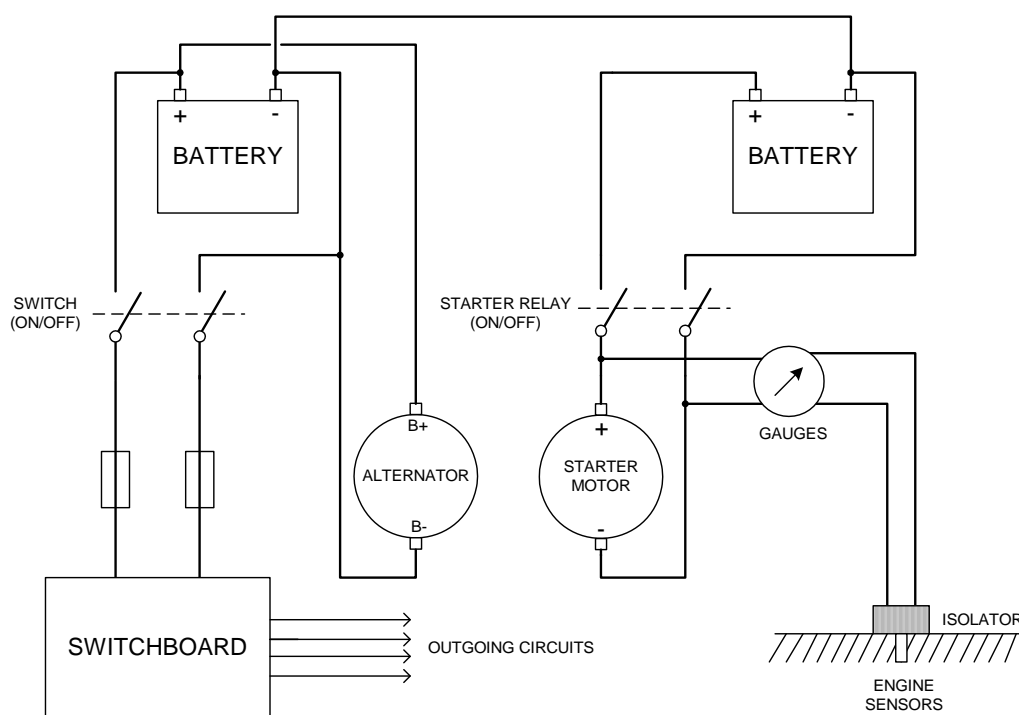 +
-
BATTERY
+
-
BATTERY
SWITCH
(ON/OFF)
STARTER RELAY
(ON/OFF)
GAUGES
B+
ALTERNATOR
B-
+
STARTER
MOTOR
-
SWITCHBOARD
OUTGOING CIRCUITS
ISOLATOR
ENGINE
SENSORS